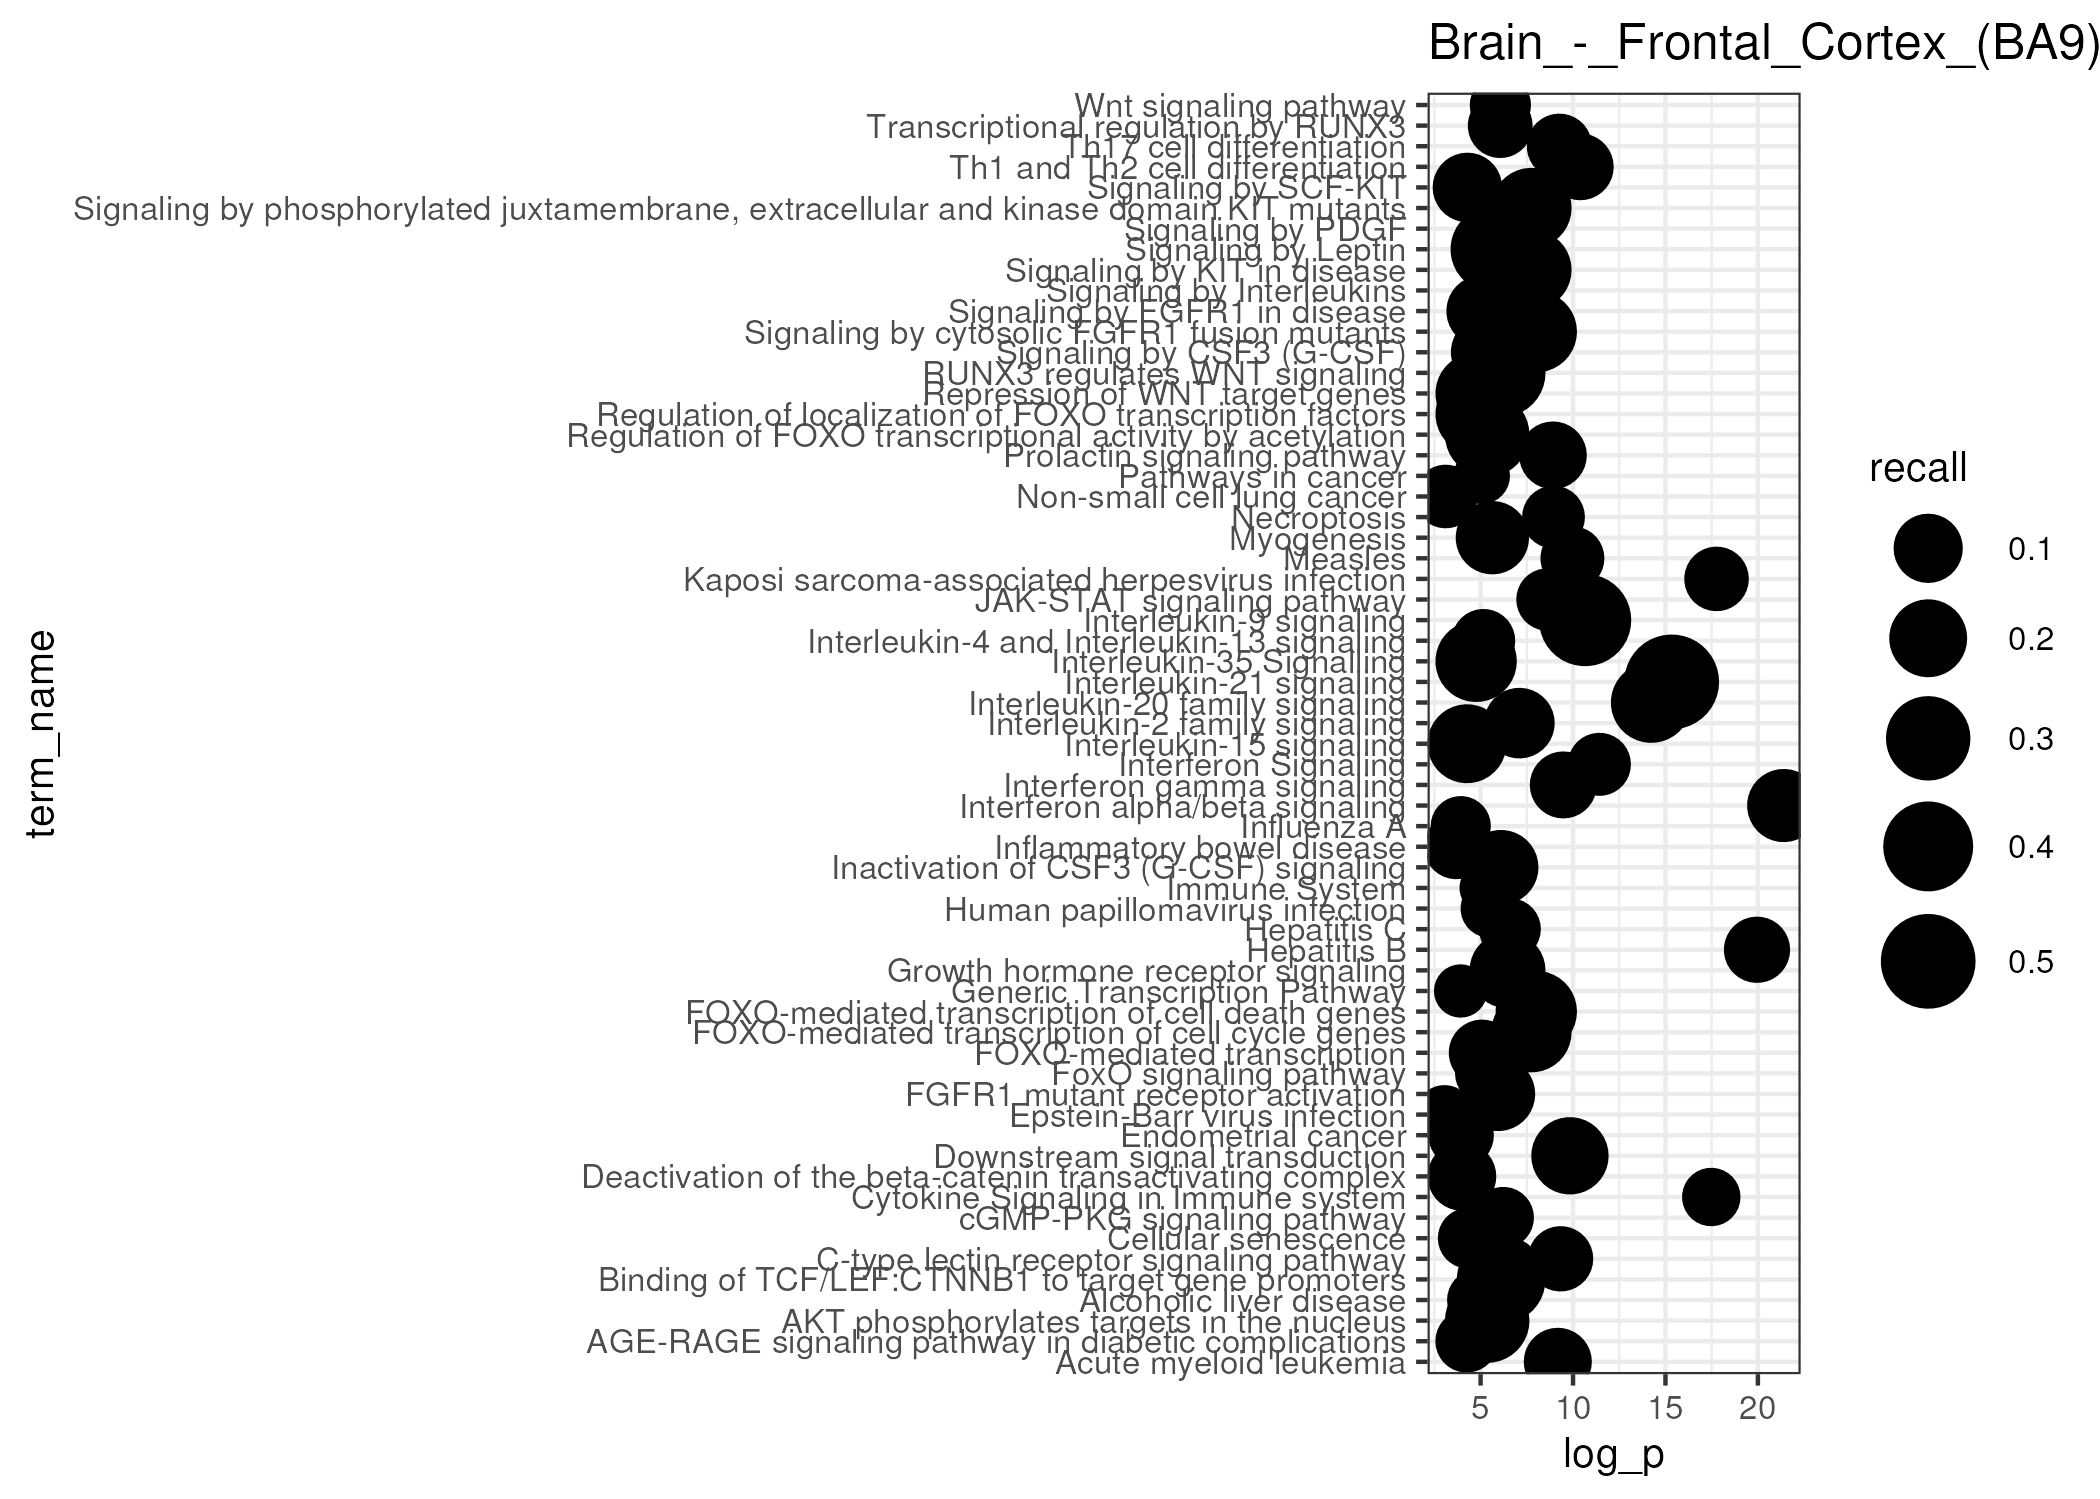 Brain_-_Frontal_Cortex_(BA9)
Wnt signaling pathway
Transcriptional regulation by RUNX3
Th17 cell differentiation
Th1 and Th2 cell differentiation
Signaling by SCF-KIT
Signaling by phosphorylated juxtamembrane, extracellular and kinase domain KIT mutants
Signaling by PDGF
Signaling by Leptin
Signaling by KIT in disease
Signaling by Interleukins
Signaling by FGFR1 in disease
Signaling by cytosolic FGFR1 fusion mutants
Signaling by CSF3 (G-CSF)
RUNX3 regulates WNT signaling
Repression of WNT target genes
Regulation of localization of FOXO transcription factors
Regulation of FOXO transcriptional activity by acetylation
Prolactin signaling pathway
Pathways in cancer
Non-small cell lung cancer
Necroptosis
Myogenesis
Measles
Kaposi sarcoma-associated herpesvirus infection
JAK-STAT signaling pathway
Interleukin-9 signaling
Interleukin-4 and Interleukin-13 signaling
Interleukin-35 Signalling
Interleukin-21 signaling
Interleukin-20 family signaling
Interleukin-2 family signaling
Interleukin-15 signaling
Interferon Signaling
Interferon gamma signaling
Interferon alpha/beta signaling
Influenza A
Inflammatory bowel disease
Inactivation of CSF3 (G-CSF) signaling
Immune System
Human papillomavirus infection
Hepatitis C
Hepatitis B
Growth hormone receptor signaling
Generic Transcription Pathway
FOXO-mediated transcription of cell death genes
FOXO-mediated transcription of cell cycle genes
FOXO-mediated transcription
FoxO signaling pathway
FGFR1 mutant receptor activation
Epstein-Barr virus infection
Endometrial cancer
Downstream signal transduction
Deactivation of the beta-catenin transactivating complex
Cytokine Signaling in Immune system
cGMP-PKG signaling pathway
Cellular senescence
C-type lectin receptor signaling pathway
Binding of TCF/LEF:CTNNB1 to target gene promoters
Alcoholic liver disease
AKT phosphorylates targets in the nucleus
AGE-RAGE signaling pathway in diabetic complications
Acute myeloid leukemia
term_name
5 10 15 20
log_p
recall
0.1
0.2
0.3
0.4
0.5